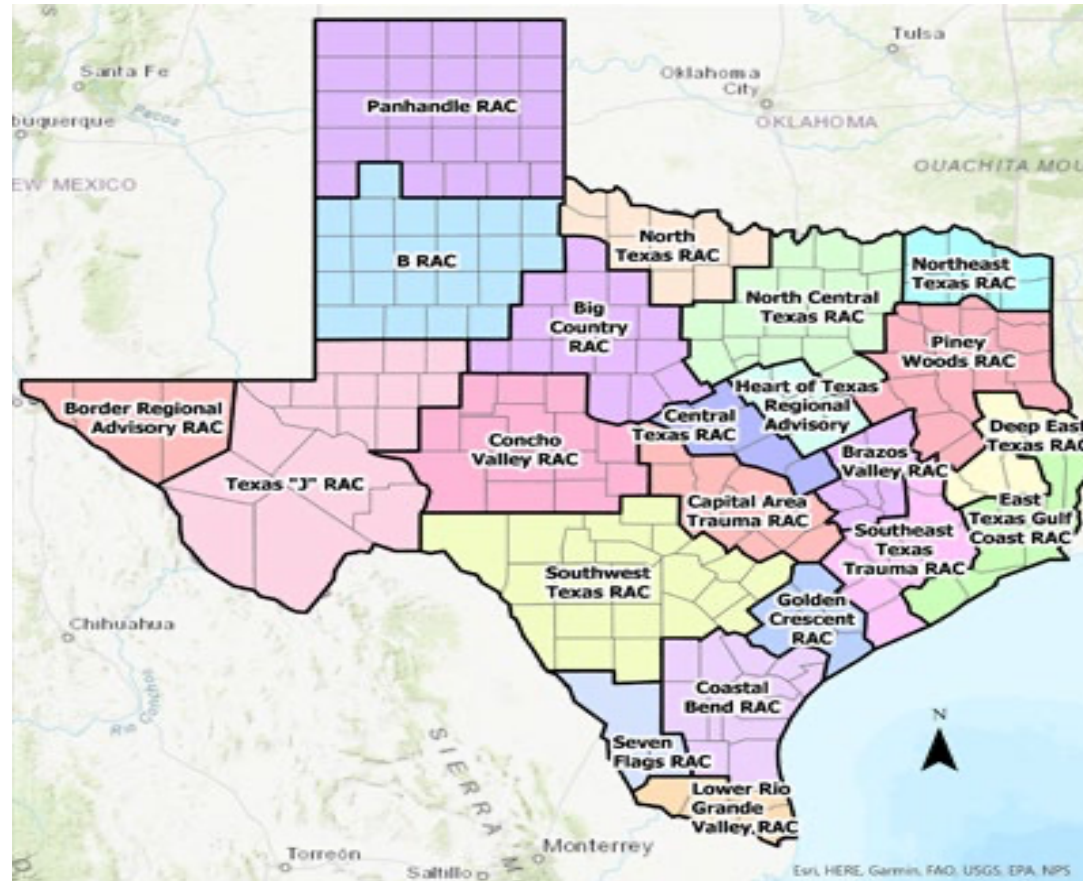 Tulsa
Santa Fe
Oklahoma
City
buquerque
Pecos
Panhandle RAC
OKLAHOMA
OUACHITA MOU
EW MEXICO
North
Texas RAC
B RAC
Northeast
Texas RAC
North Central
Texas RAC
Big
Country
RAC
Piney
Woods RAC
Heart of Texas
Regional
Advisory
Border Regional
Advisory RAC
Central
Texas RAC
Deep East
Texas RAC
Concho
Valley RAC
Brazos
Valley RAC
Texas "J" RAC
Capital Area
Trauma RAC
East
Texas Gulf
Coast RAC
Southeast
Texas
Trauma RAC
Southwest
Texas RAC
Golden
Crescent
RAC
Chihuahua
Coastal
Bend RAC
Rio Conchos
N
Seven
Flags RAC
SIERRA M
Lower Rio
Grande
Valley RAC
Monterrey
Torreón
Saltillo
Esri, HERE, Garmin, FAO, USGS, EPA, NPS